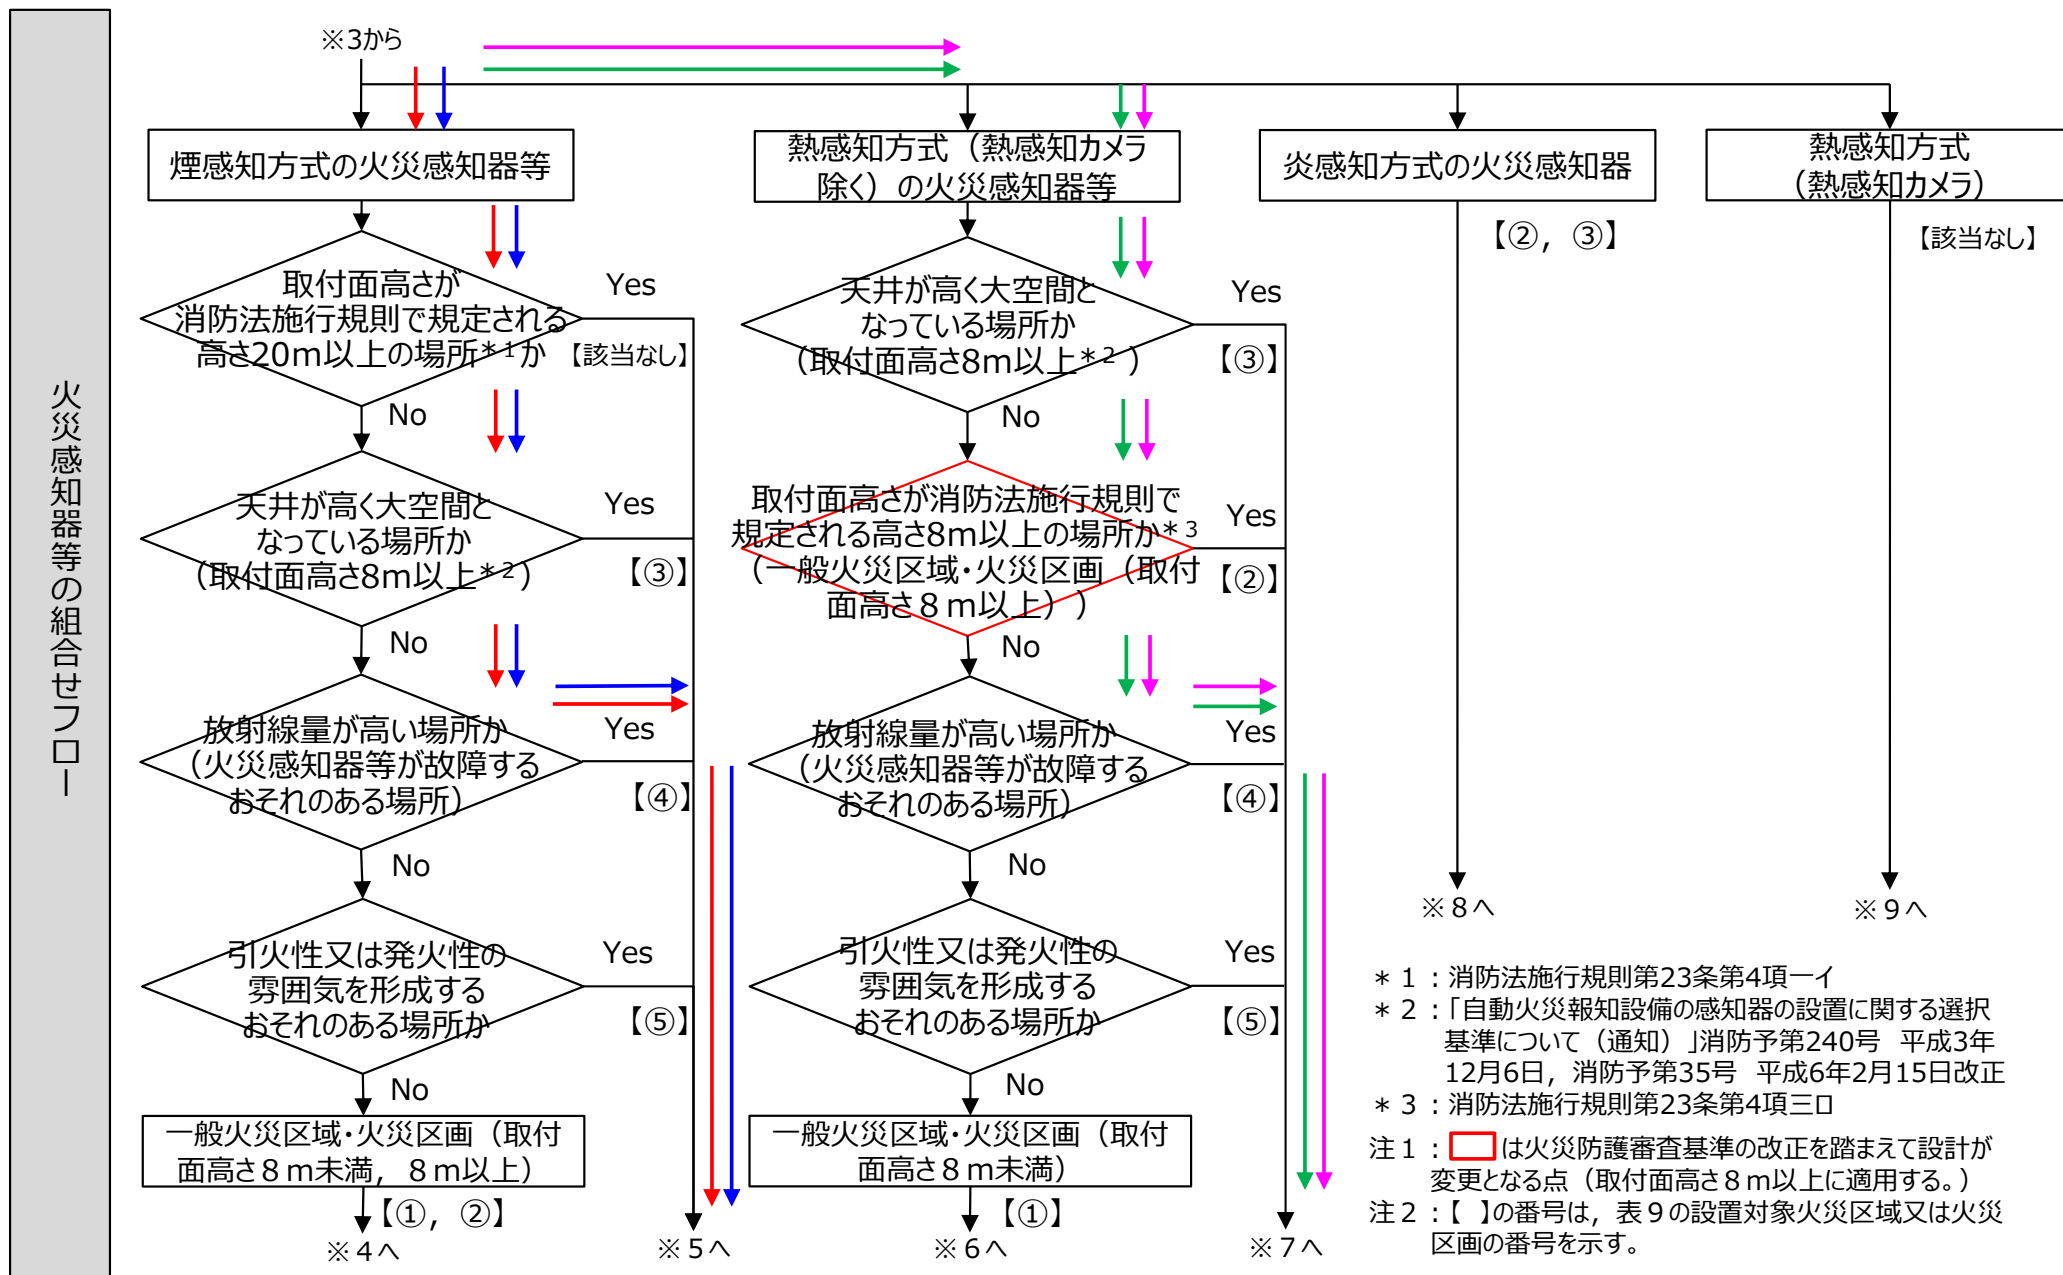 火災感知器等の組合せフロー
※3から
煙感知方式の火災感知器等
取付面高さが
消防法施行規則で規定される
高さ20m以上の場所＊1か
Yes
【該当なし】
No
天井が高く大空間と
なっている場所か
（取付面高さ8m以上＊2）
Yes
【③】
No
放射線量が高い場所か
（火災感知器等が故障する
おそれのある場所）
Yes
【④】
No
引火性又は発火性の
雰囲気を形成する
おそれのある場所か
Yes
【⑤】
No
一般火災区域・火災区画（取付
面高さ８ｍ未満，８ｍ以上）
【①，②】
※４へ
※５へ
熱感知方式（熱感知カメラ
除く）の火災感知器等
天井が高く大空間と
なっている場所か
（取付面高さ8m以上＊2 ）
Yes
【③】
No
取付面高さが消防法施行規則で
規定される高さ8m以上の場所か＊3
（一般火災区域・火災区画（取付
面高さ８ｍ以上））
Yes
【②】
No
放射線量が高い場所か
（火災感知器等が故障する
おそれのある場所）
Yes
【④】
No
引火性又は発火性の
雰囲気を形成する
おそれのある場所か
Yes
【⑤】
No
一般火災区域・火災区画（取付
面高さ８ｍ未満）
【①】
※６へ
※７へ
炎感知方式の火災感知器
【②，③】
※８へ
熱感知方式
（熱感知カメラ）
【該当なし】
※９へ
＊１：消防法施行規則第23条第4項一イ
＊２：「自動火災報知設備の感知器の設置に関する選択
基準について（通知）」消防予第240号 平成3年
12月6日，消防予第35号 平成6年2月15日改正
＊３：消防法施行規則第23条第4項三ロ
注１： は火災防護審査基準の改正を踏まえて設計が
変更となる点（取付面高さ８ｍ以上に適用する。）
注２：【 】の番号は，表９の設置対象火災区域又は火災
区画の番号を示す。